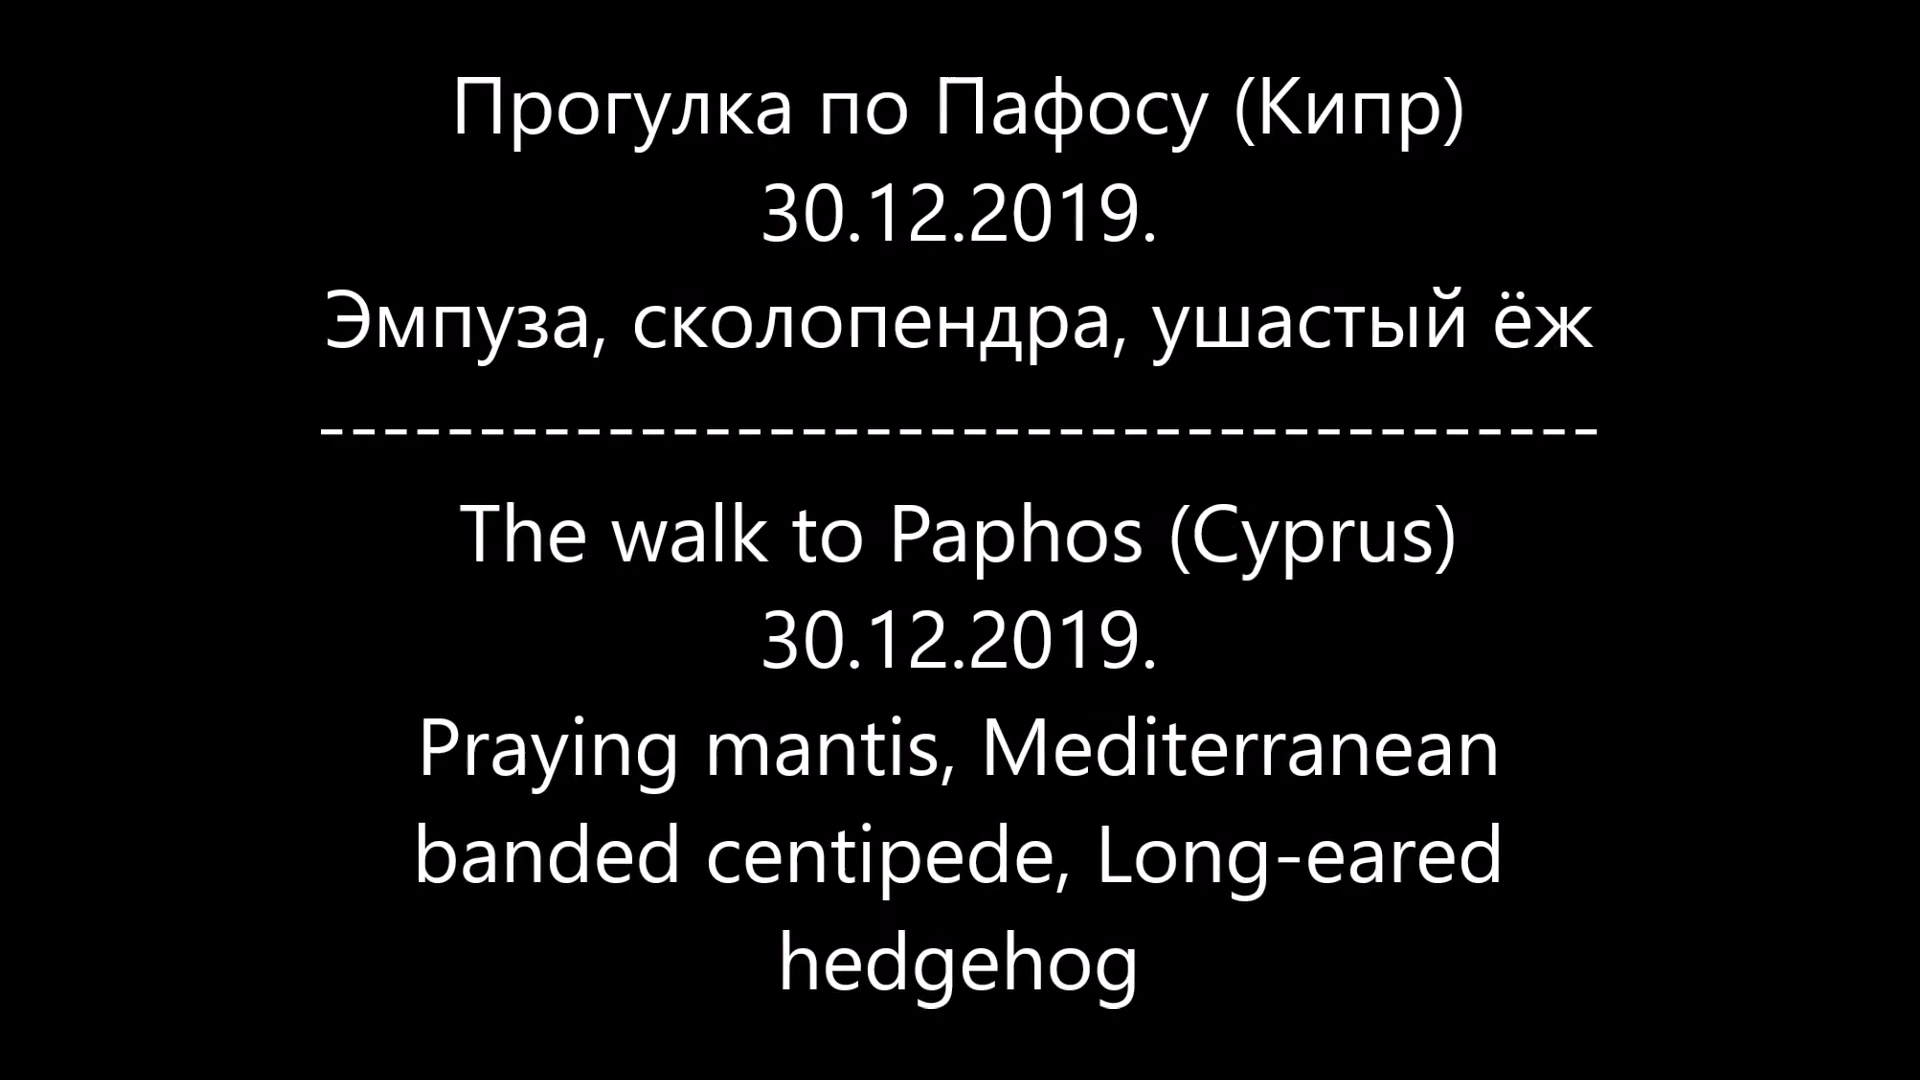 Прогулка по Пафосу (Кипр)
30.12.2019.
Эмпуза, сколопендра, ушастый ёж
----------------------------------------
The walk to Paphos (Cyprus)
30.12.2019.
Praying mantis, Mediterranean
banded centipede, Long-eared
hedgehog